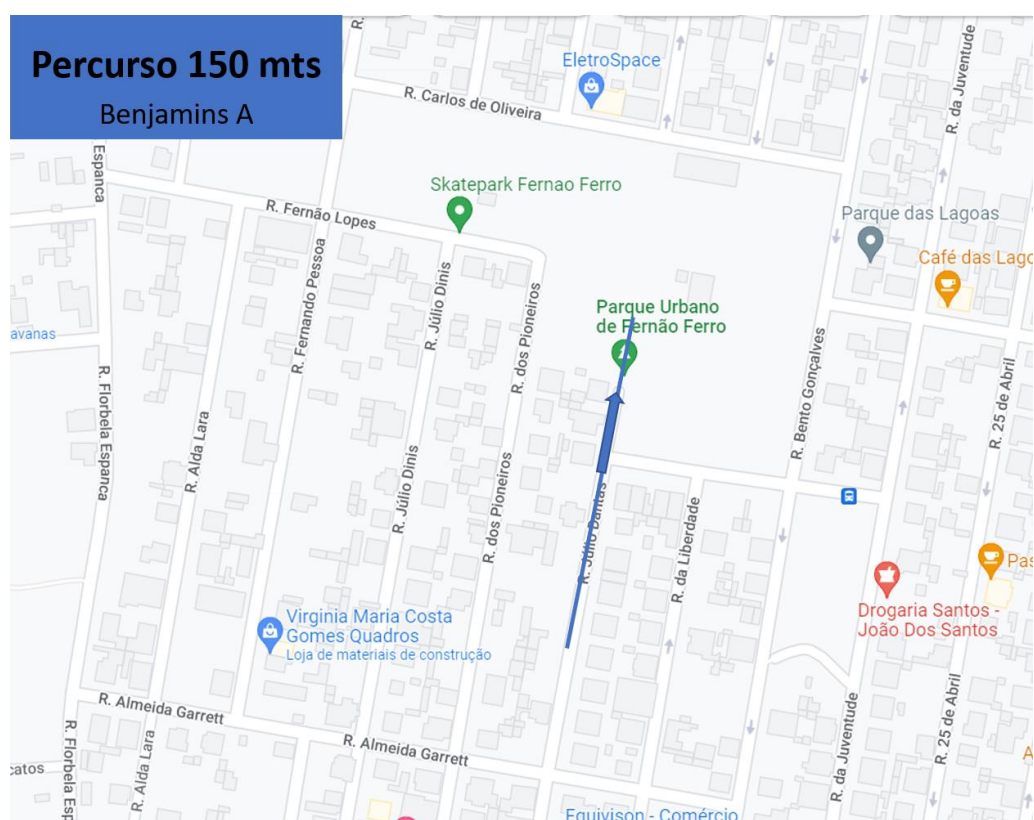 Percurso 150 mts
Benjamins A
R.
EletroSpace
R. Carlos de Oliveira
R. da Juventude
Espanca
Skatepark Fernao Ferro
R. Fernão Lopes
Parque das Lagoas
Café das Lago
R. Fernando Pessoa
R. Júlio Dinis
R. dos Pioneiros
Parque Urbano
de Fernão Ferro
avanas
R. Bento Gonçalves
R. 25 de Abril
R. Florbela Espanca
R. Alda Lara
R. Júlio Dinis
R. dos Pioneiros
R. Júlio Dantas
R. da Liberdade
Pas
Drogaria Santos -
João Dos Santos
Virginia Maria Costa
Gomes Quadros
Loja de materiais de construção
R. Almeida Garrett
R. Almeida Garrett
R. da Juventude
R. 25 de Abril
R. Florbela Esp
R. Alda Lara
catos
A
Equivison - Comércio